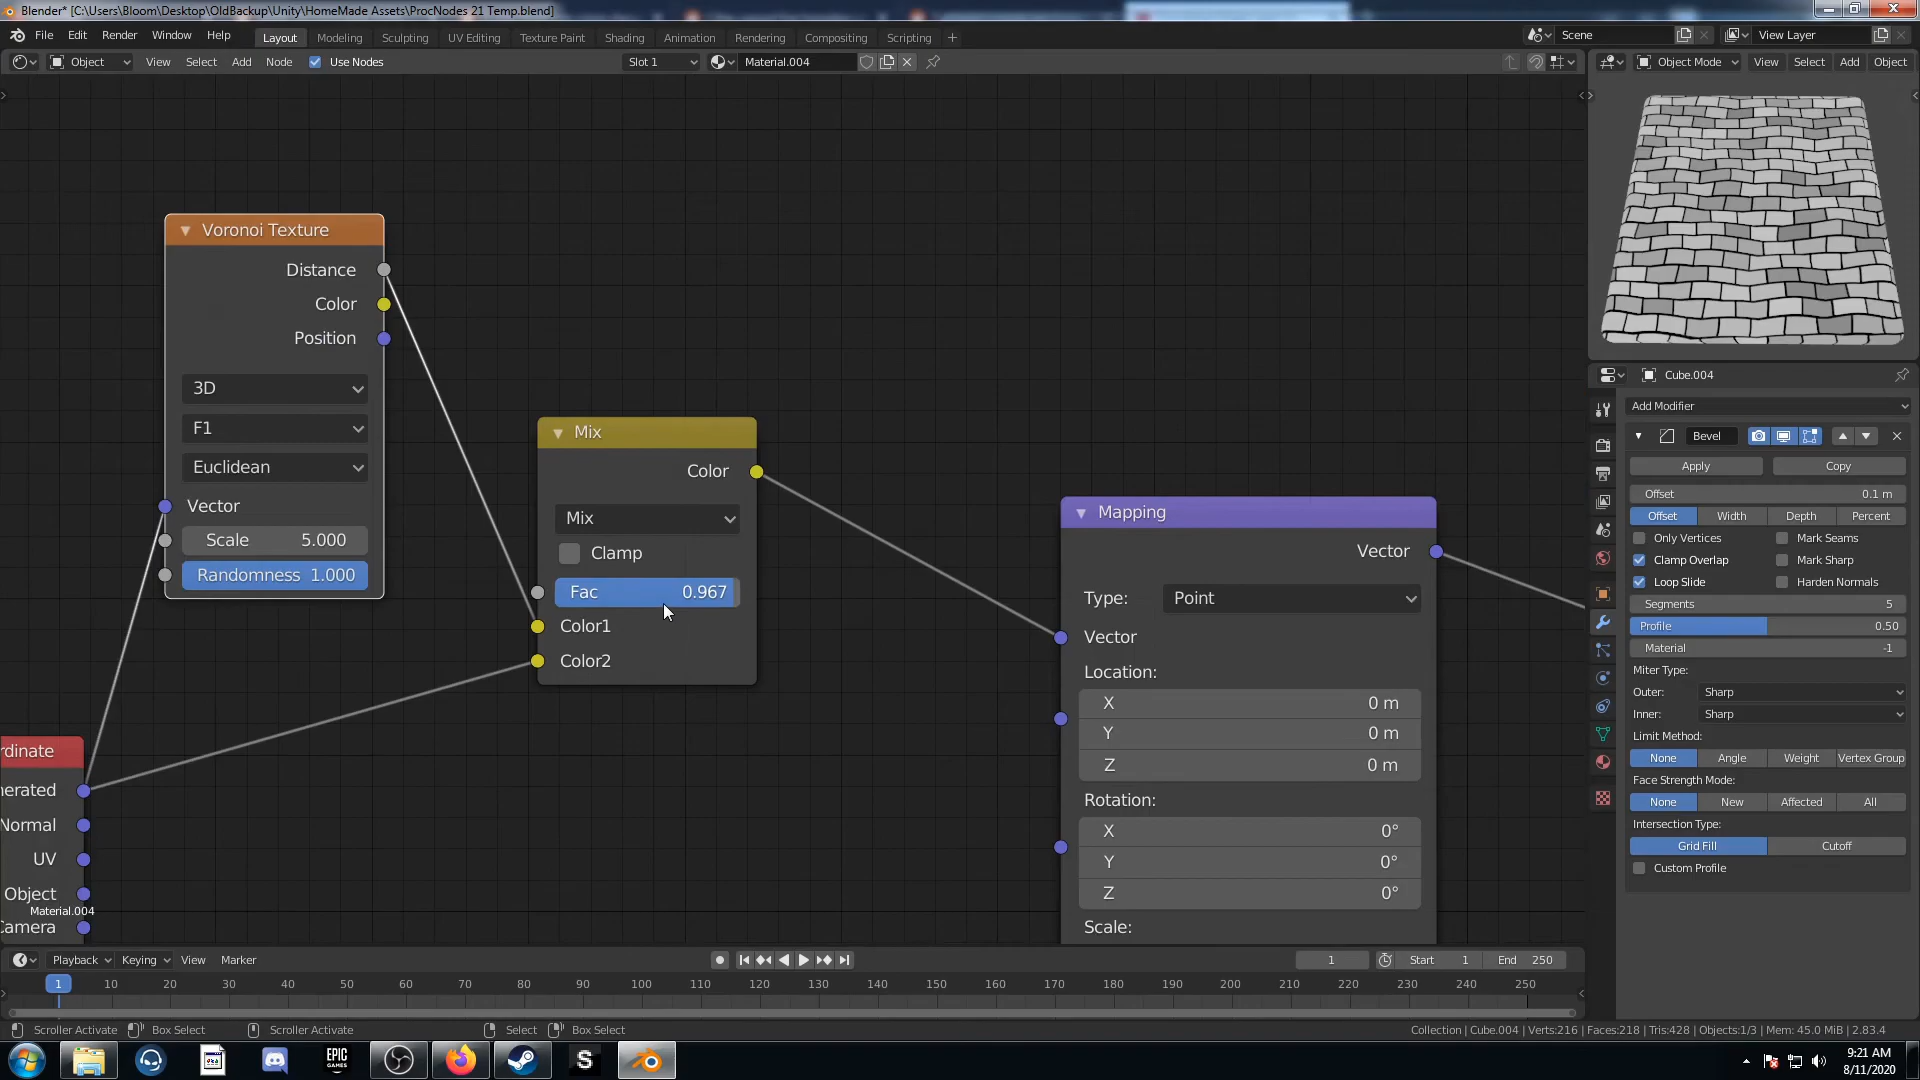 Blender* [C:\Users\Bloom\Desktop\OldBackup\Unity\HomeMade Assets\ProcNodes 21 Temp.blend]
File Edit Render Window Help Layout Modeling Sculpting UV Editing Texture Paint Shading Animation Rendering Compositing Scripting + Scene View Layer
Object View Select Add Node Use Nodes Slot 1 Material.004 Object Mode View Select Add Object
Voronoi Texture
Distance
Color
Position
3D
F1
Euclidean
Vector
Scale 5.000
Randomness 1.000
Mix
Color
Mix
Clamp
Fac 0.967
Color1
Color2
Mapping
Vector
Type: Point
Vector
Location:
X 0 m
Y 0 m
Z 0 m
Rotation:
X 0°
Y 0°
Z 0°
Scale:
rdinate
nerated
Normal
UV
Object
Material.004
Camera
Cube.004
Add Modifier
Bevel
Apply Copy
Offset 0.1 m
Offset Width Depth Percent
Only Vertices Mark Seams
Clamp Overlap Mark Sharp
Loop Slide Harden Normals
Segments 5
Profile 0.50
Material -1
Miter Type:
Outer: Sharp
Inner: Sharp
Limit Method:
None Angle Weight Vertex Group
Face Strength Mode:
None New Affected All
Intersection Type:
Grid Fill Cutoff
Custom Profile
Playback Keying View Marker 1 Start 1 End 250
1 10 20 30 40 50 60 70 80 90 100 110 120 130 140 150 160 170 180 190 200 210 220 230 240 250
Scroller Activate Box Select Scroller Activate Select Box Select Collection | Cube.004 | Verts:216 | Faces:218 | Tris:428 | Objects:1/3 | Mem: 45.0 MiB | 2.83.4
EPIC
GAMES
S
9:21 AM
8/11/2020